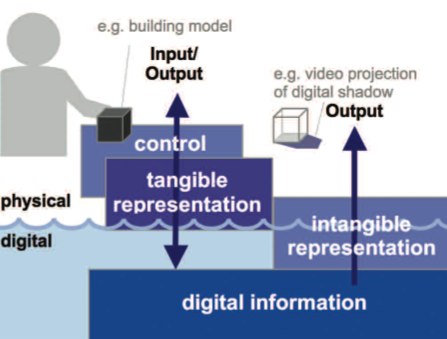 e.g. building model
Input/
Output
e.g. video projection
of digital shadow
Output
control
tangible
representation
physical
digital
intangible
representation
digital information